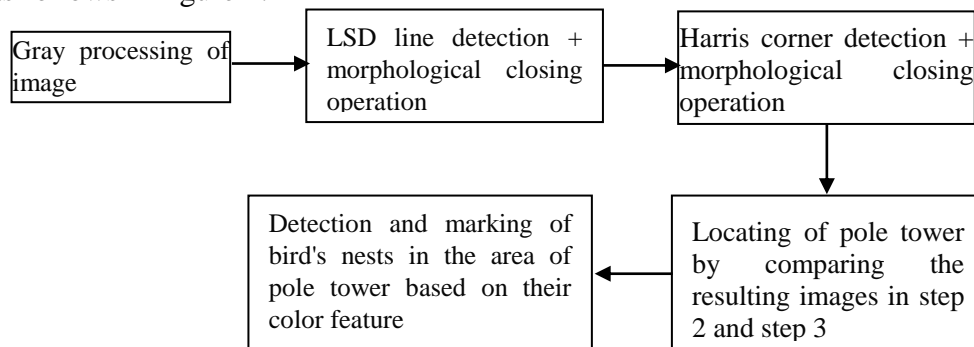 Gray processing of
image
LSD line detection +
morphological closing
operation
Harris corner detection +
morphological closing
operation
Locating of pole tower
by comparing the
resulting images in step
2 and step 3
Detection and marking of
bird's nests in the area of
pole tower based on their
color feature